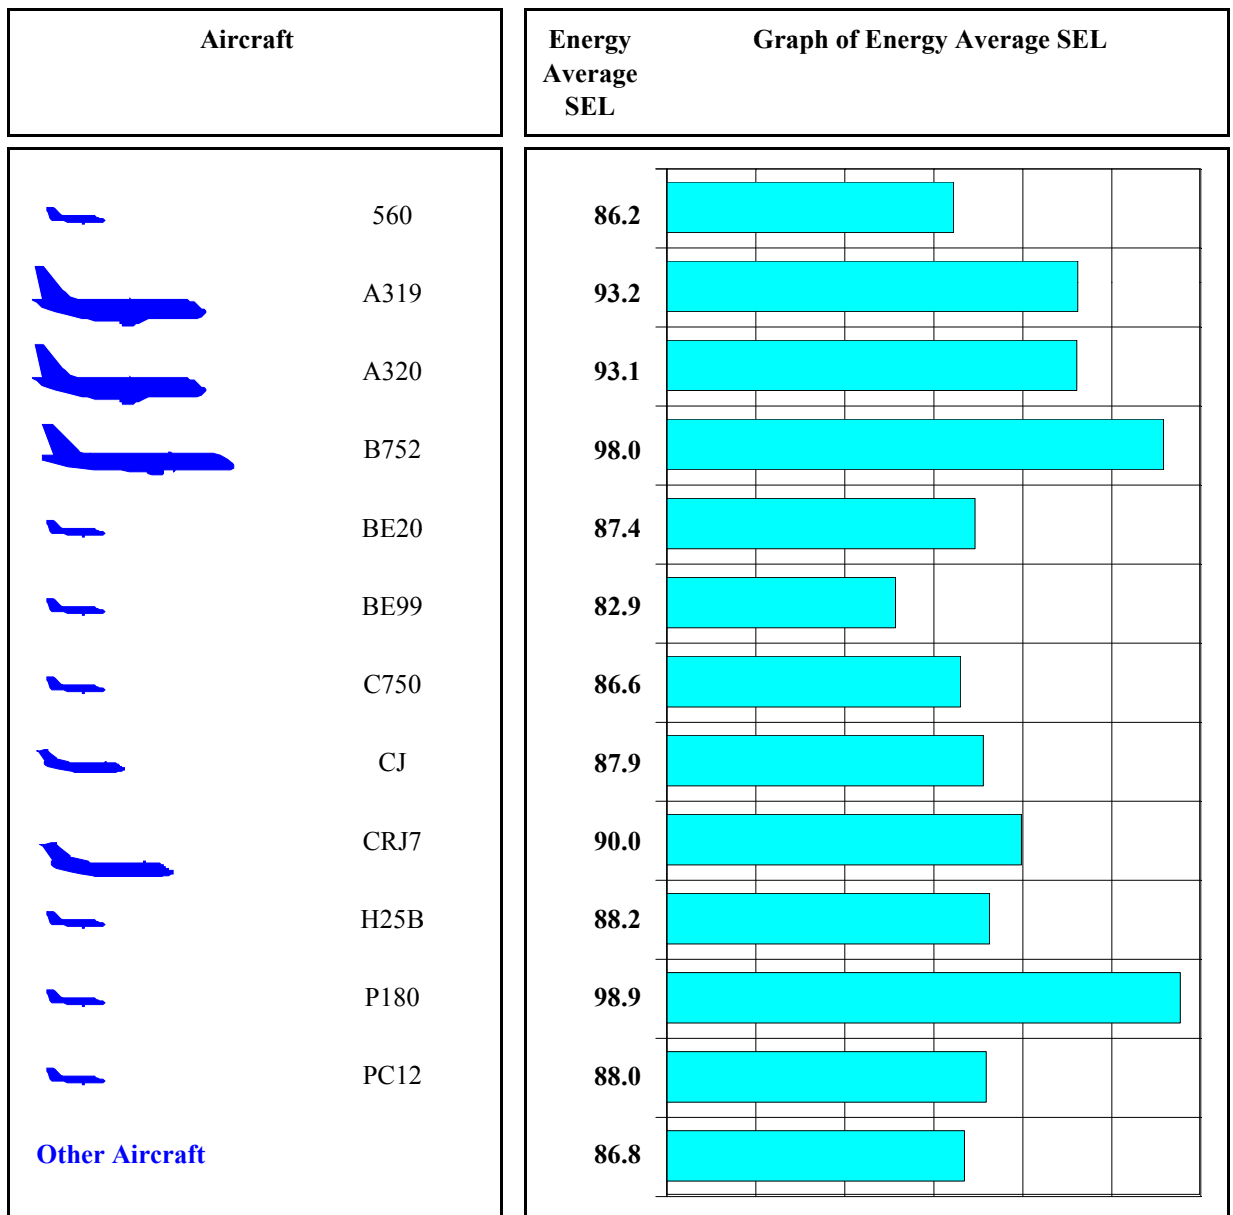 Aircraft
Energy
Average
SEL
Graph of Energy Average SEL
560 86.2
A319 93.2
A320 93.1
B752 98.0
BE20 87.4
BE99 82.9
C750 86.6
CJ 87.9
CRJ7 90.0
H25B 88.2
P180 98.9
PC12 88.0
Other Aircraft 86.8